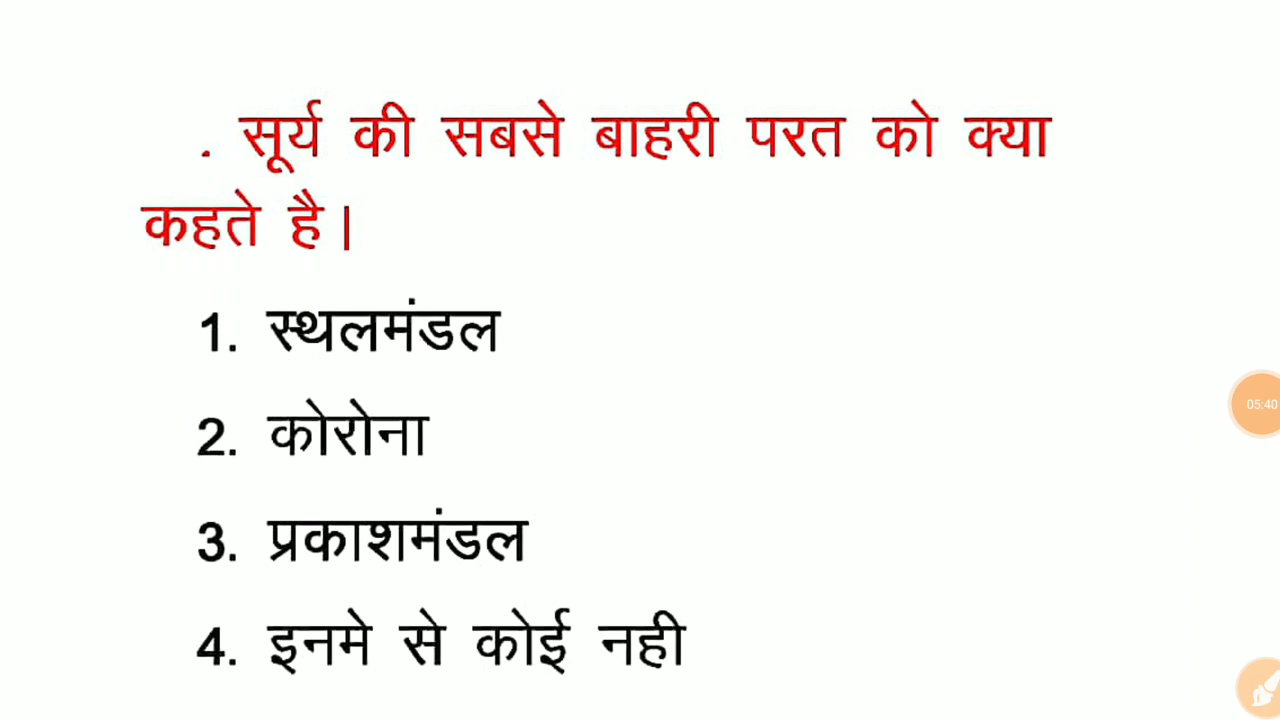 . सूर्य की सबसे बाहरी परत को क्या
कहते है।
1. स्थलमंडल
2. कोरोना
3. प्रकाशमंडल
4. इनमे से कोई नही
05:40